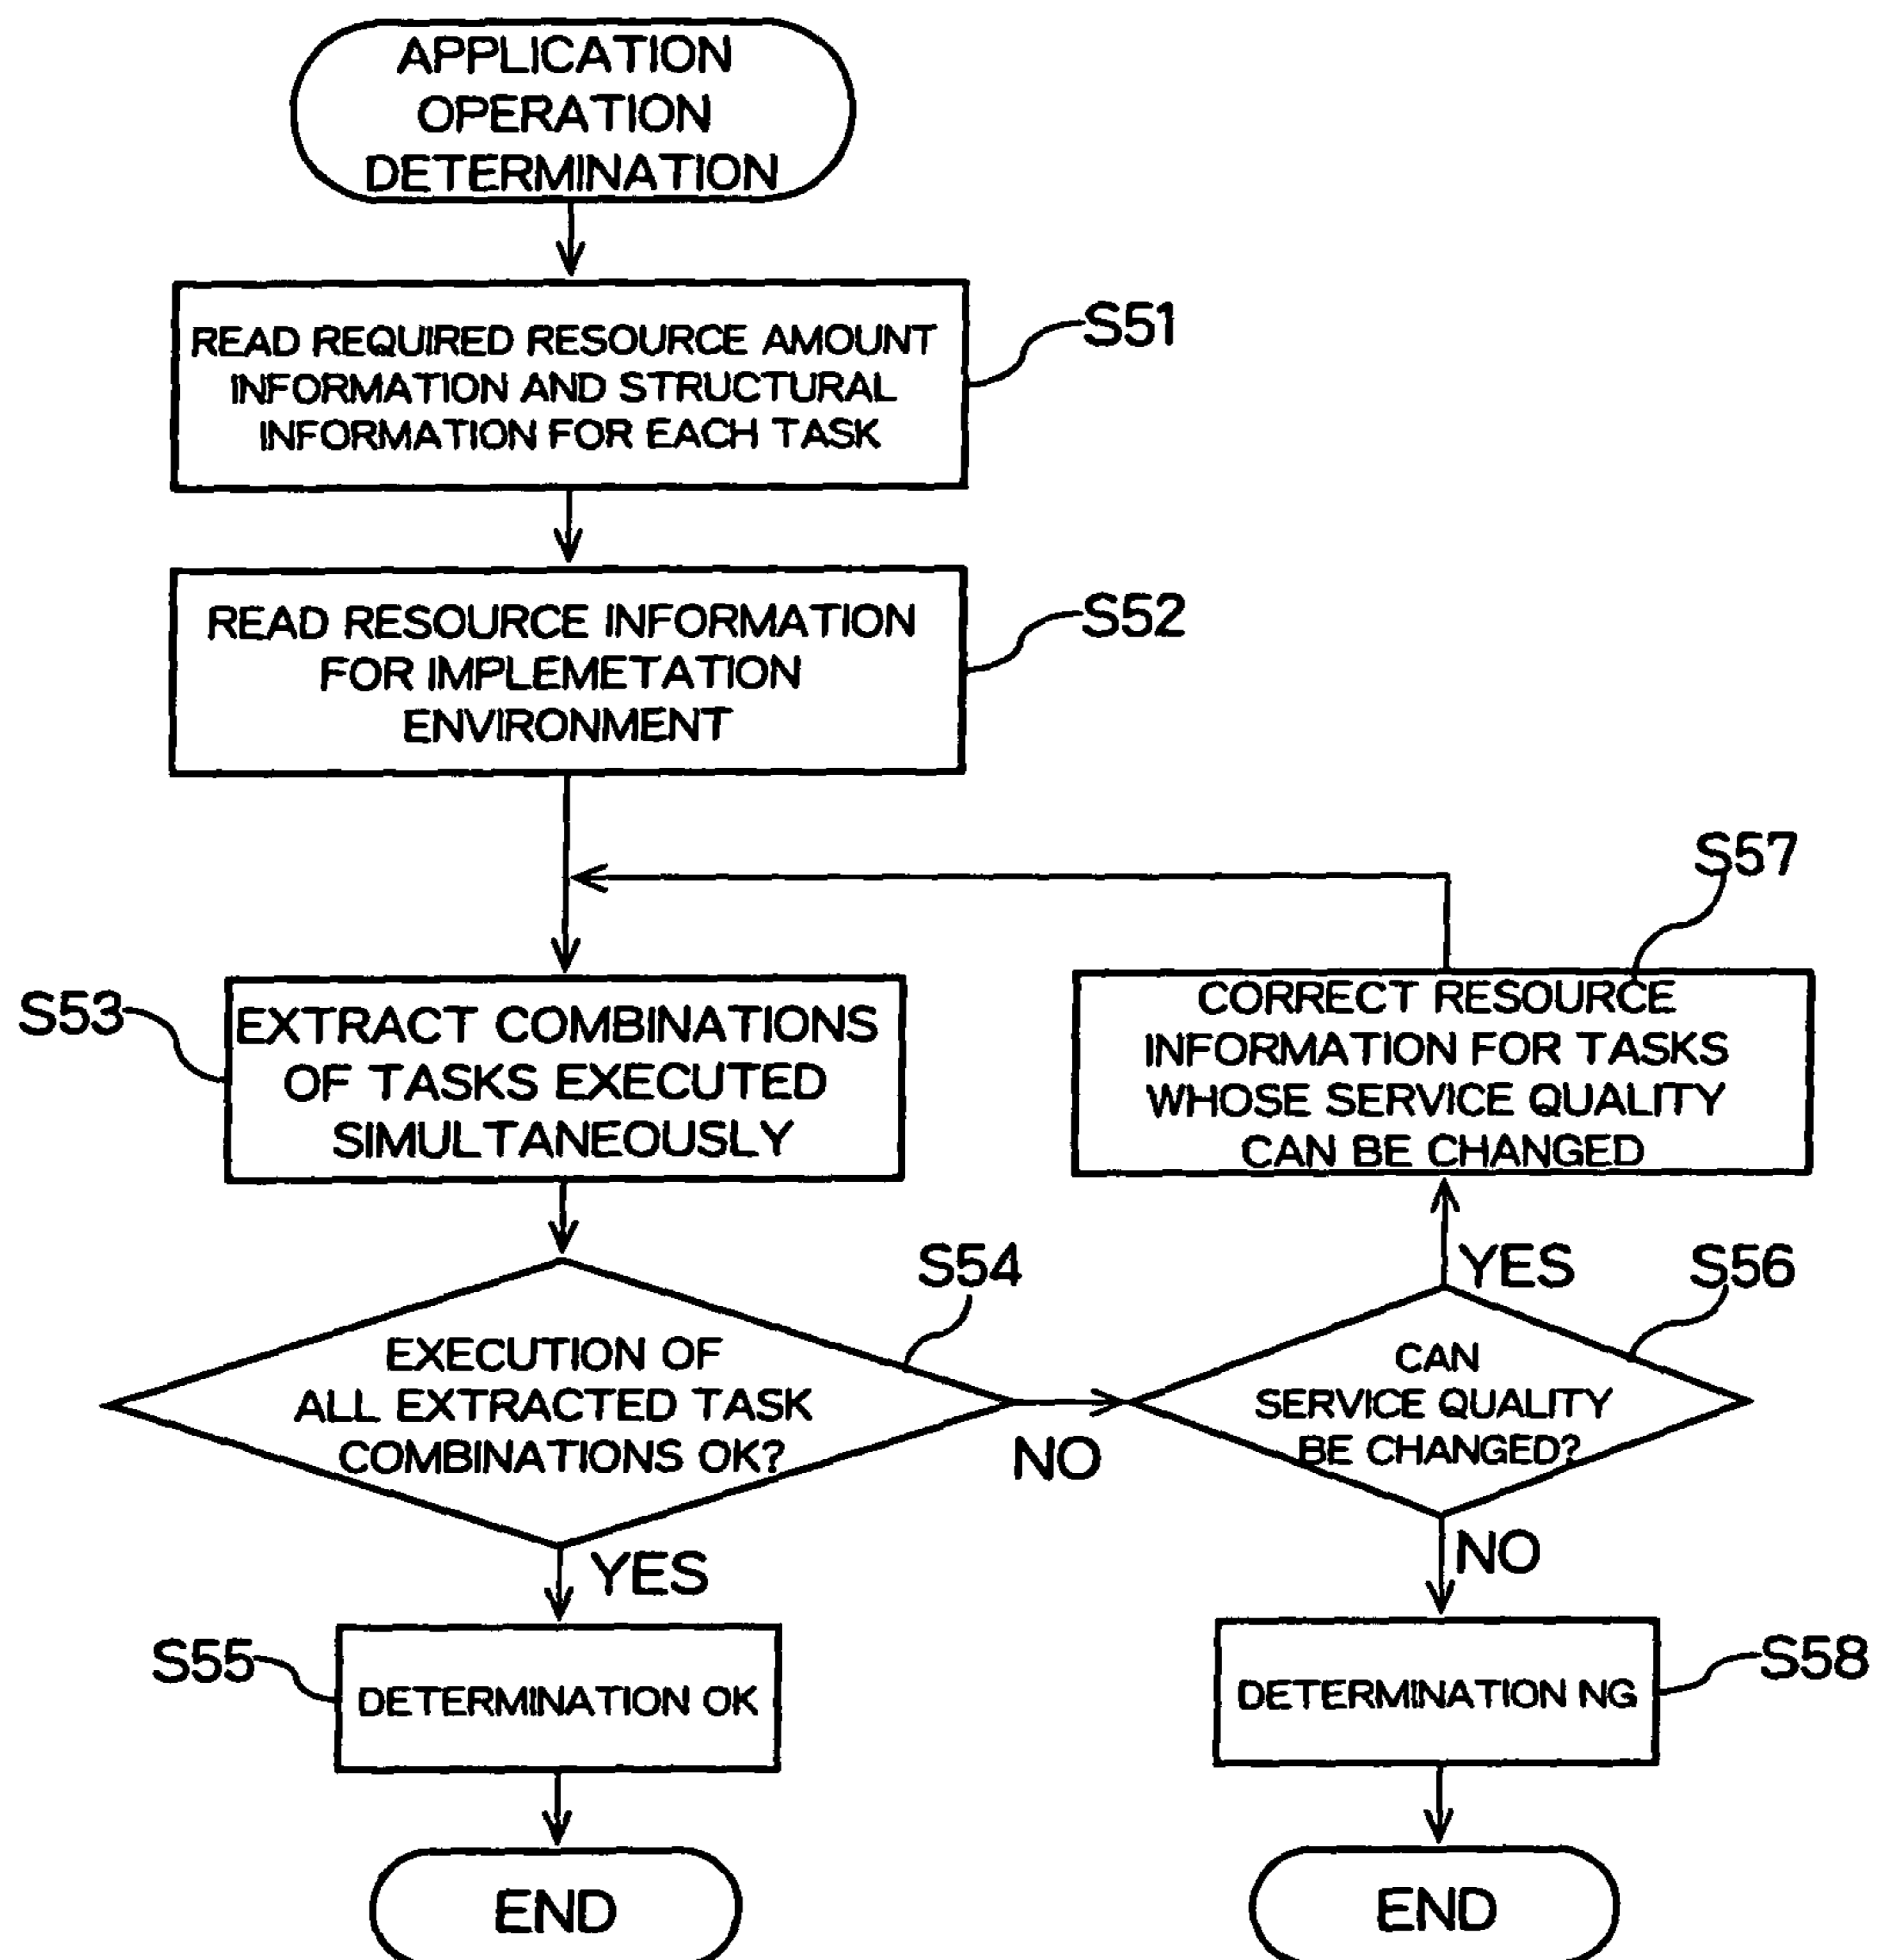 APPLICATION
OPERATION
DETERMINATION
READ REQUIRED RESOURCE AMOUNT
INFORMATION AND STRUCTURAL
INFORMATION FOR EACH TASK
S51
READ RESOURCE INFORMATION
FOR IMPLEMETATION
ENVIRONMENT
S52
S53
EXTRACT COMBINATIONS
OF TASKS EXECUTED
SIMULTANEOUSLY
S57
CORRECT RESOURCE
INFORMATION FOR TASKS
WHOSE SERVICE QUALITY
CAN BE CHANGED
S54
EXECUTION OF
ALL EXTRACTED TASK
COMBINATIONS OK?
NO
YES
S56
CAN
SERVICE QUALITY
BE CHANGED?
YES
NO
S55
DETERMINATION OK
S58
DETERMINATION NG
END
END